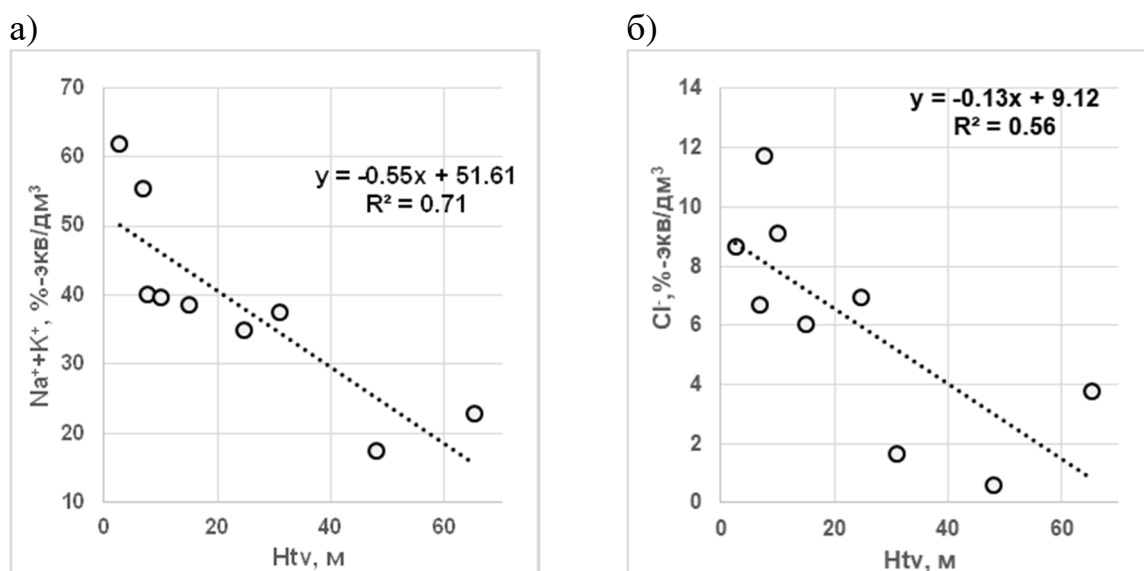 а)
70
60
50
40
30
20
10
0
20
40
60
Na⁺+K⁺, %-экв/дм³
Htv, м
y = -0.55x + 51.61
R² = 0.71
б)
14
12
10
8
6
4
2
0
0
20
40
60
Cl⁻,%-экв/дм³
Htv, м
y = -0.13x + 9.12
R² = 0.56